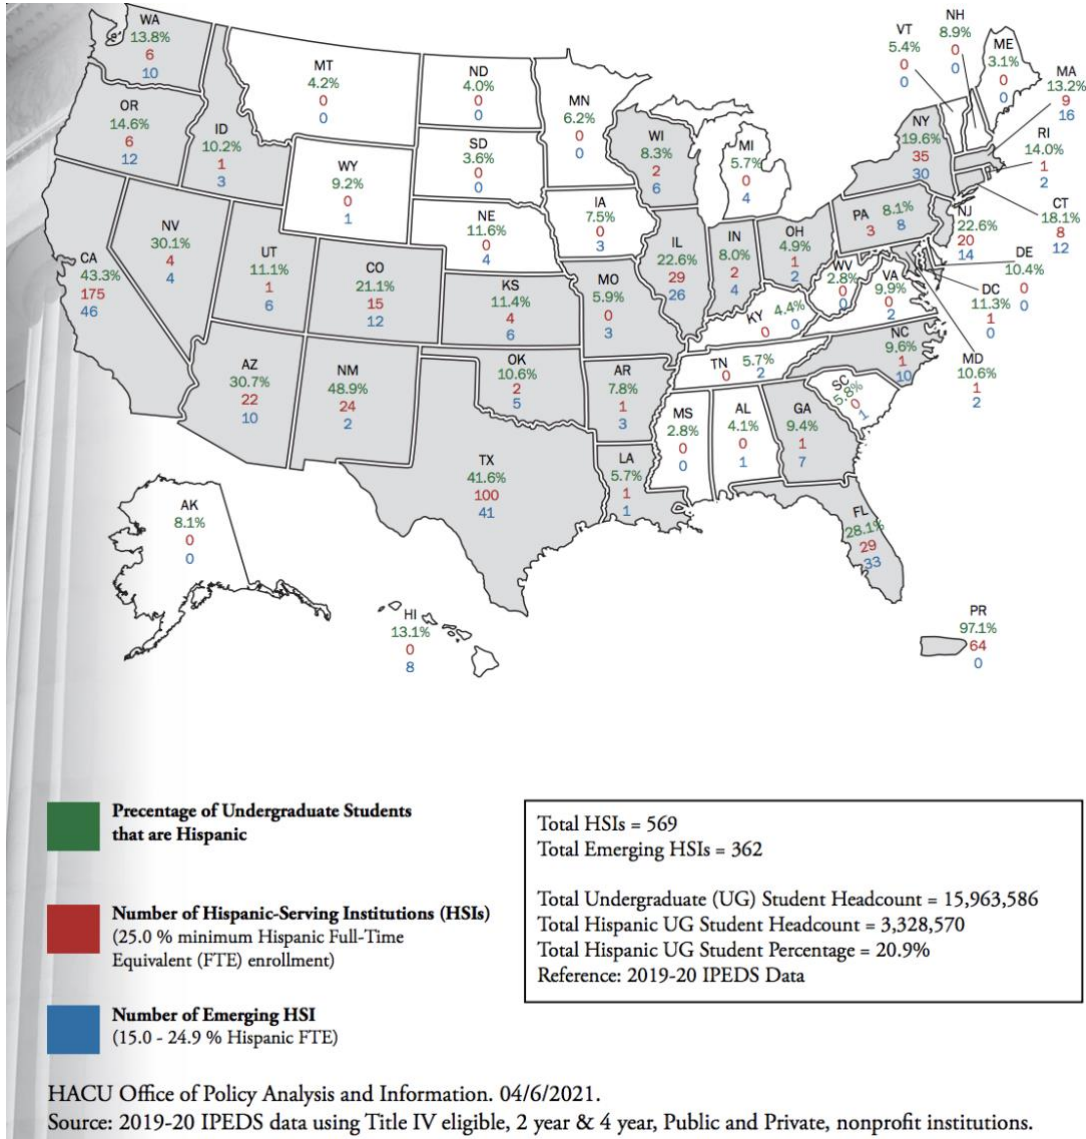 WA
13.8%
6
10
MT
4.2%
0
0
ND
4.0%
0
0
MN
6.2%
0
0
VT
5.4%
0
0
NH
8.9%
0
0
ME
3.1%
0
0
MA
13.2%
9
16
OR
14.6%
6
12
ID
10.2%
1
3
WY
9.2%
0
1
SD
3.6%
0
0
WI
8.3%
2
6
MI
5.7%
0
4
NY
19.6%
35
30
RI
14.0%
1
2
CT
18.1%
8
12
CA
43.3%
175
46
NV
30.1%
4
4
UT
11.1%
1
6
CO
21.1%
15
12
NE
11.6%
0
4
IA
7.5%
0
3
IL
22.6%
29
26
IN
8.0%
2
4
OH
4.9%
1
2
PA 8.1%
3 8
NJ
22.6%
20
14
DE
10.4%
0
0
KS
11.4%
4
6
MO
5.9%
0
3
KY 4.4%
0 0
WV
2.8%
0
0
VA
9.9%
0
2
DC
11.3%
1
0
MD
10.6%
1
2
AZ
30.7%
22
10
NM
48.9%
24
2
OK
10.6%
2
5
AR
7.8%
1
3
TN 5.7%
0 2
NC
9.6%
1
10
SC
5.8%
0
1
MS
2.8%
0
0
AL
4.1%
0
1
GA
9.4%
1
7
TX
41.6%
100
41
LA
5.7%
1
1
FL
28.1%
29
33
AK
8.1%
0
0
HI
13.1%
0
8
PR
97.1%
64
0
Precentage of Undergraduate Students
that are Hispanic
Number of Hispanic-Serving Institutions (HSIs)
(25.0 % minimum Hispanic Full-Time
Equivalent (FTE) enrollment)
Number of Emerging HSI
(15.0 - 24.9 % Hispanic FTE)
Total HSIs = 569
Total Emerging HSIs = 362
Total Undergraduate (UG) Student Headcount = 15,963,586
Total Hispanic UG Student Headcount = 3,328,570
Total Hispanic UG Student Percentage = 20.9%
Reference: 2019-20 IPEDS Data
HACU Office of Policy Analysis and Information. 04/6/2021.
Source: 2019-20 IPEDS data using Title IV eligible, 2 year & 4 year, Public and Private, nonprofit institutions.